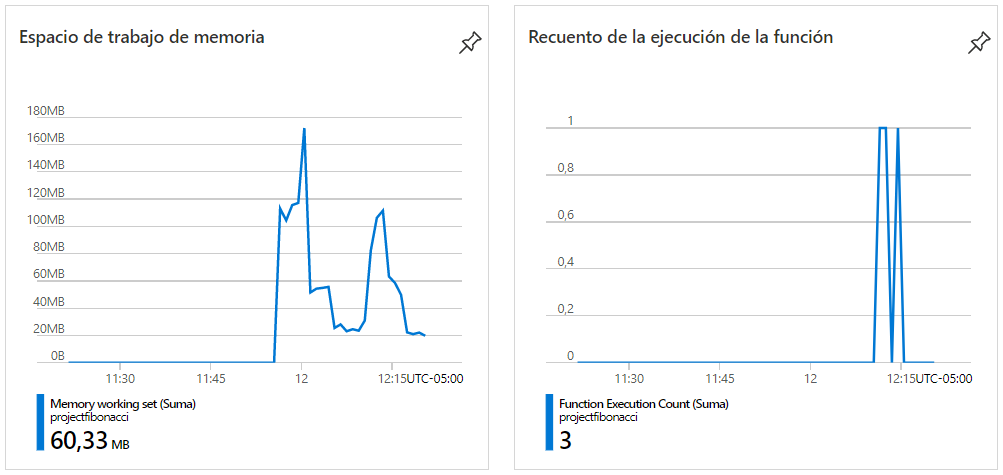 Espacio de trabajo de memoria
180MB
160MB
140MB
120MB
100MB
80MB
60MB
40MB
20MB
0B
11:30 11:45 12 12:15 UTC-05:00
Memory working set (Suma)
projectfibonacci
60,33 MB
Recuento de la ejecución de la función
1
0,8
0,6
0,4
0,2
0
11:30 11:45 12 12:15 UTC-05:00
Function Execution Count (Suma)
projectfibonacci
3